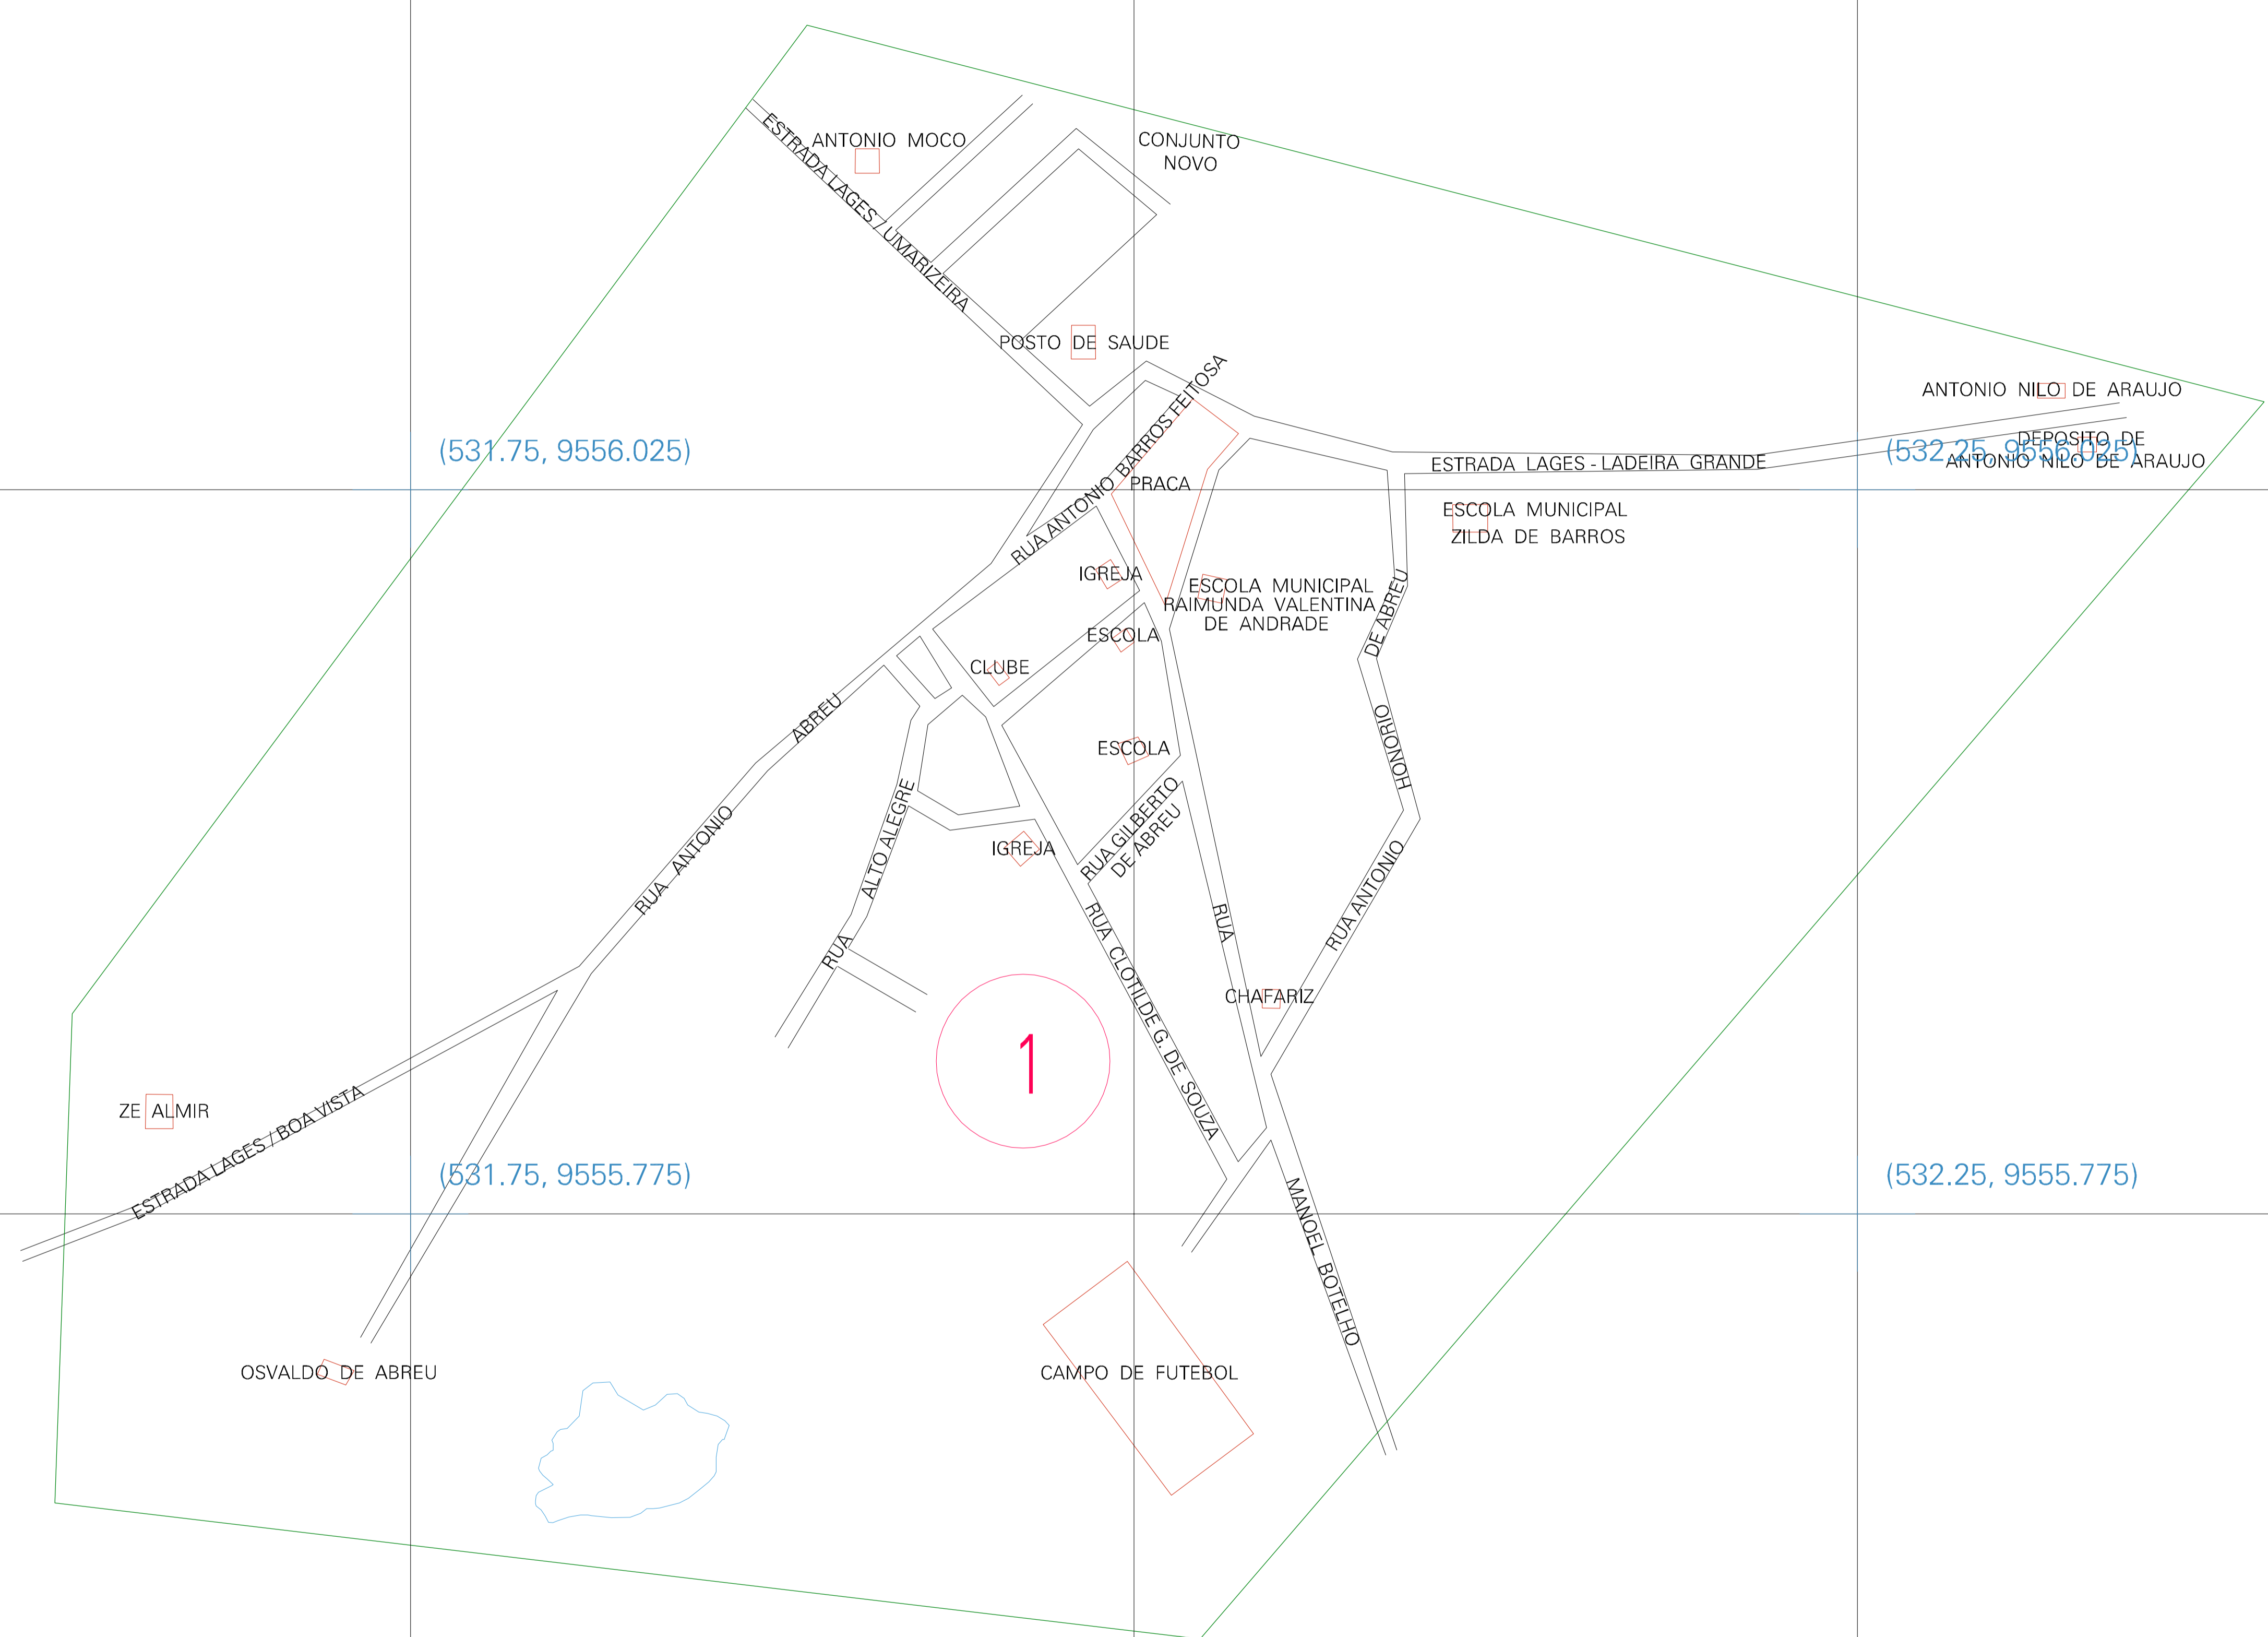 ANTONIO MOCO
CONJUNTO
NOVO
ESTRADA LAGES / UMARIZEIRA
POSTO DE SAUDE
RUA ANTONIO BARROS FEITOSA
ANTONIO NILO DE ARAUJO
DEPOSITO DE
ANTONIO NILO DE ARAUJO
(531.75, 9556.025)
(532.25, 9556.025)
ESTRADA LAGES - LADEIRA GRANDE
PRACA
ESCOLA MUNICIPAL
ZILDA DE BARROS
IGREJA
ESCOLA MUNICIPAL
RAIMUNDA VALENTINA
DE ANDRADE
ESCOLA
CLUBE
RUA ANTONIO ABREU
ESCOLA
RUA ANTONIO HONORIO DE ABREU
RUA GILBERTO
DE ABREU
RUA ALTO ALEGRE
IGREJA
RUA CLOTILDE G. DE SOUZA
RUA MANOEL BOTELHO
CHAFARIZ
1
ZE ALMIR
ESTRADA LAGES / BOA VISTA
(531.75, 9555.775)
(532.25, 9555.775)
OSVALDO DE ABREU
CAMPO DE FUTEBOL